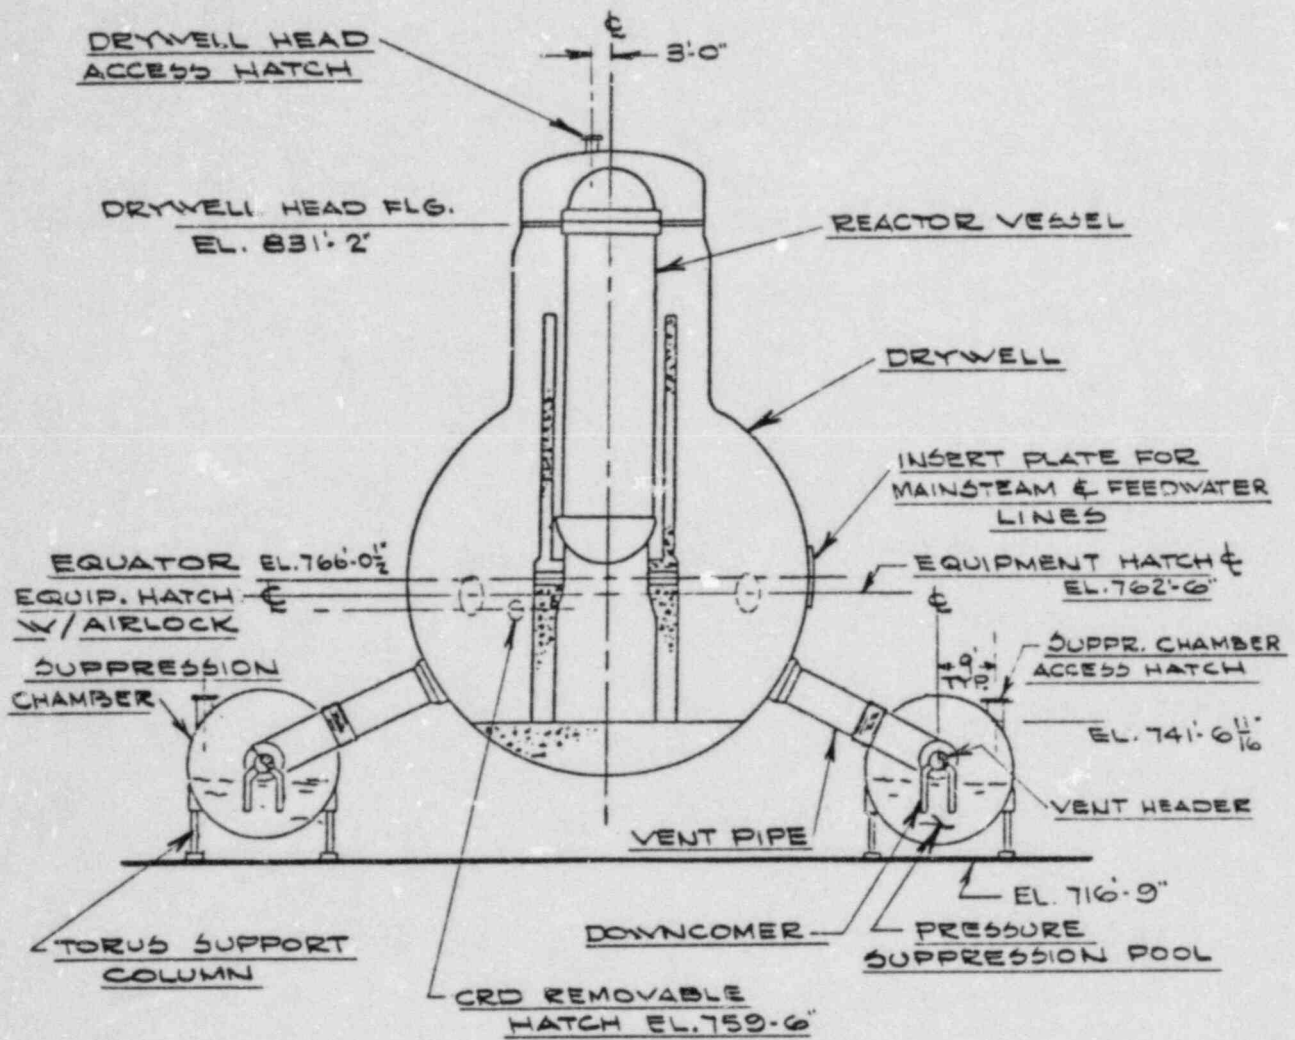 ℄
DRYWELL HEAD
ACCESS HATCH
3'-0"
DRYWELL HEAD FLG.
EL. 831'-2"
REACTOR VESSEL
DRYWELL
INSERT PLATE FOR
MAINSTEAM & FEEDWATER
LINES
EQUATOR EL.766'-0½"
EQUIPMENT HATCH ℄
EL.762'-6"
EQUIP. HATCH ℄
W/AIRLOCK
℄
SUPPRESSION
CHAMBER
9'
TYP.
SUPPR. CHAMBER
ACCESS HATCH
EL. 741'-6 11/16"
VENT HEADER
VENT PIPE
EL. 716'-9"
TORUS SUPPORT
COLUMN
DOWNCOMER
PRESSURE
SUPPRESSION POOL
CRD REMOVABLE
HATCH EL.759-6"